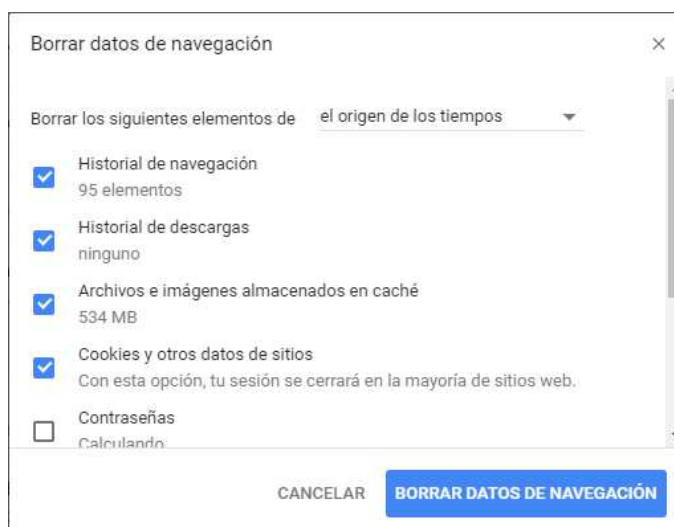 Borrar datos de navegación
Borrar los siguientes elementos de el origen de los tiempos
Historial de navegación
95 elementos
Historial de descargas
ninguno
Archivos e imágenes almacenados en caché
534 MB
Cookies y otros datos de sitios
Con esta opción, tu sesión se cerrará en la mayoría de sitios web.
Contraseñas
Calculando
CANCELAR BORRAR DATOS DE NAVEGACIÓN